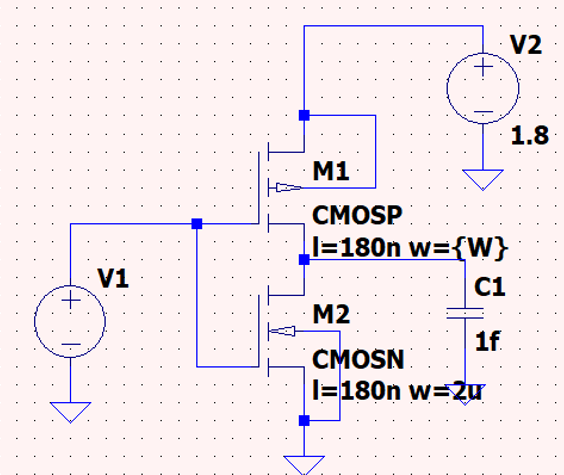 V2
1.8
M1
CMOSP
l=180n w={W}
V1
C1
1f
M2
CMOSN
l=180n w=2u